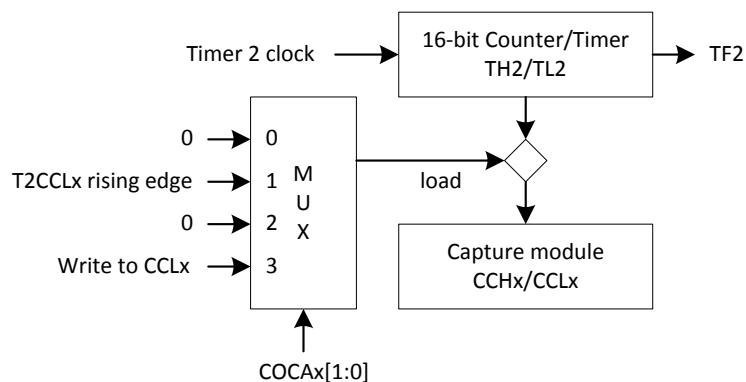 16-bit Counter/Timer
Timer 2 clock
TH2/TL2
TF2
0
0
T2CCLx rising edge
1
M
U
X
load
0
2
Write to CCLx
3
Capture module
CCHx/CCLx
COCAx[1:0]